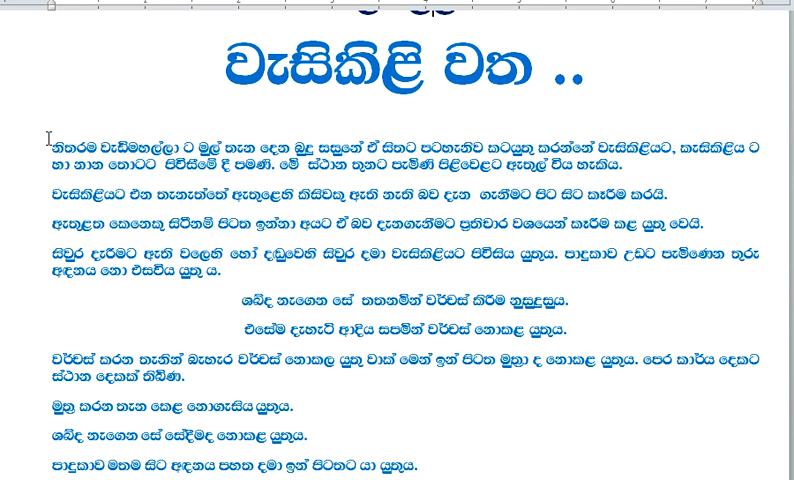 වැසිකිළි වත ..
නිතරම වැඩිමහල්ලා ට මුල් තැන දෙන බුදු සසුනේ ඒ සිතට පටහැනිව කටයුතු කරන්නේ වැසිකිළියට, කැසිකිළිය ට
හා නාන තොටට පිවිසීමේ දී පමණි. මේ ස්ථාන තුනට පැමිණි පිළිවෙළට ඇතුල් විය හැකිය.
වැසිකිළියට එන තැනැත්තේ ඇතුළෙහි කිසිවකු ඇති නැති බව දැන ගැනීමට පිට සිට කෑරීම කරයි.
ඇතුළත කෙනෙකු සිටීනම් පිටත ඉන්නා අයට ඒ බව දැනගැනීමට ප්‍රතිචාර වශයෙන් කෑරීම කළ යුතු වෙයි.
සිවුර දැරීමට ඇති වලෙහි හෝ දඬුවෙහි සිවුර දමා වැසිකිළියට පිවිසිය යුතුය. පාදුකාව උඩට පැමිණෙන තුරු
අඳනය නො එසවිය යුතු ය.
ශබ්ද නැගෙන සේ තතනමින් වර්චස් කිරීම නුසුදුසුය.
එසේම දැහැටි ආදිය සපමින් වර්චස් නොකළ යුතුය.
වර්චස් කරන තැනින් බැහැර වර්චස් නොකල යුතු වාක් මෙන් ඉන් පිටත මුත්‍රා ද නොකළ යුතුය. පෙර කාර්ය දෙකට
ස්ථාන දෙකක් තිබිණ.
මුත්‍ර කරන තැන කෙළ නොගැසිය යුතුය.
ශබ්ද නැගෙන සේ සේදීමද නොකළ යුතුය.
පාදුකාව මතම සිට අඳනය පහත දමා ඉන් පිටතට යා යුතුය.